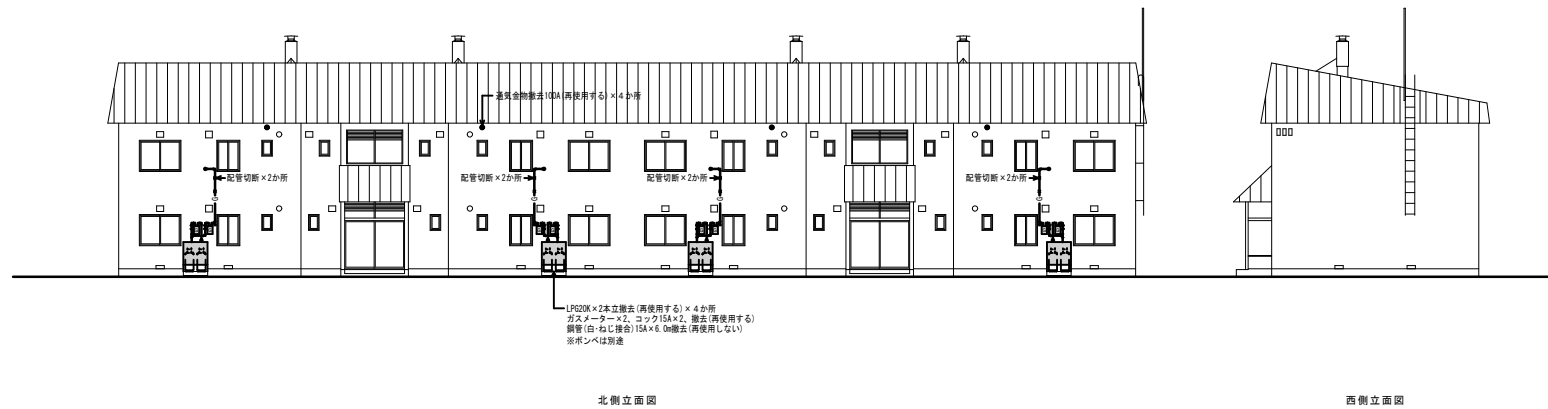 通気金物撤去100A(再使用する)×4か所
配管切断×2か所
配管切断×2か所
配管切断×2か所
配管切断×2か所
G
G
G
G
LPG20K×2本立撤去(再使用する)×4か所
ガスメーター×2、コック15A×2、撤去(再使用する)
鋼管(白・ねじ接合)15A×6.0m撤去(再使用しない)
※ボンベは別途
北側立面図
西側立面図